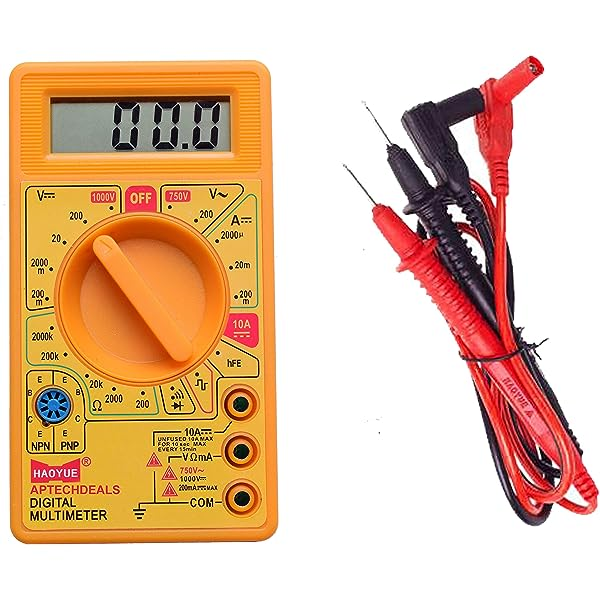 00.0
V⎓ 1000V OFF 750V V~
200 200 A⎓
20 2000µ
2000m 20m
200m 200m
2000k 10A⎓
200k hFE
20k 2000 200
Ω
E E
B B
C C
E E
NPN PNP
10A⎓
UNFUSED 10A MAX
FOR 10 sec MAX
EVERY 15min
VΩmA
750V~
1000V⎓
200mA⎓MAX
COM
HAOYUE ®
APTECHDEALS
DIGITAL
MULTIMETER
HAOYUE